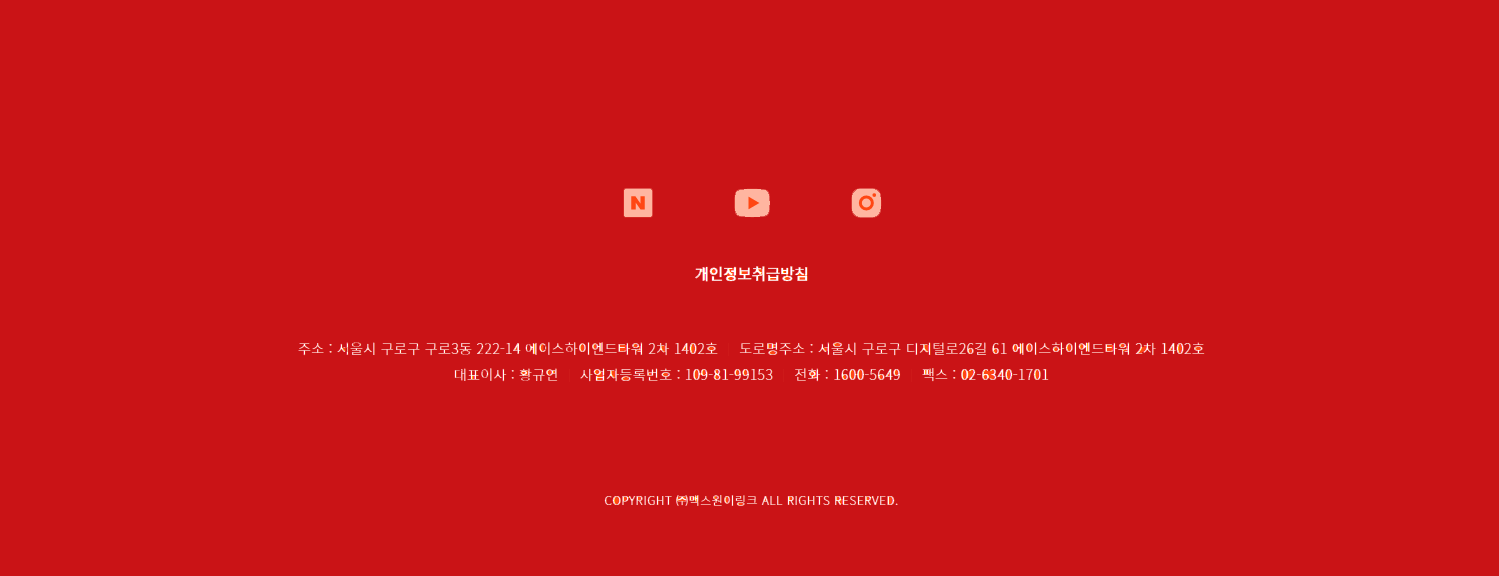 N
개인정보취급방침
주소 : 서울시 구로구 구로3동 222-14 에이스하이엔드타워 2차 1402호 | 도로명주소 : 서울시 구로구 디지털로26길 61 에이스하이엔드타워 2차 1402호
대표이사 : 황규연 | 사업자등록번호 : 109-81-99153 | 전화 : 1600-5649 | 팩스 : 02-6340-1701
COPYRIGHT ㈜맥스원이링크 ALL RIGHTS RESERVED.